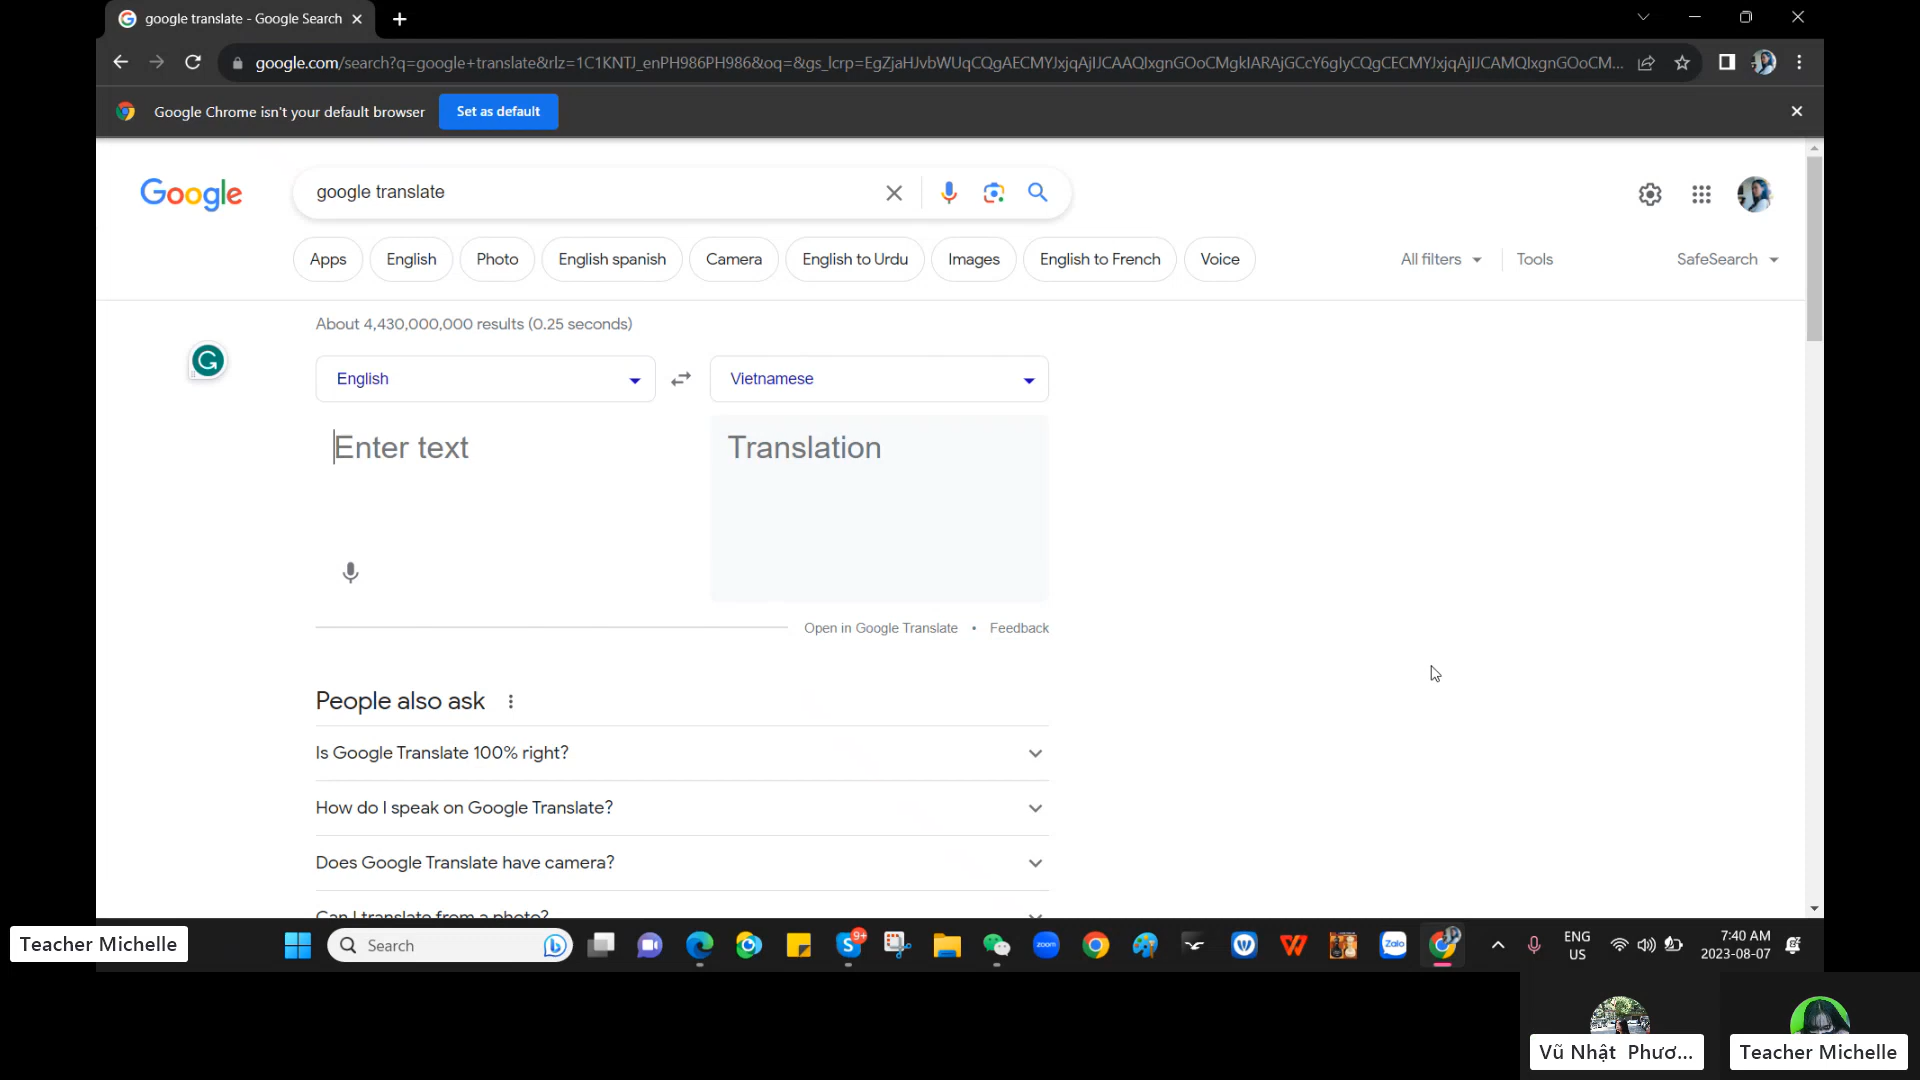 google translate - Google Search
google.com/search?q=google+translate&rlz=1C1KNTJ_enPH986PH986&oq=&gs_lcrp=EgZjaHJvbWUqCQgAECMYJxjqAjIJCAAQIxgnGOoCMgkIARAjGCcY6gIyCQgCECMYJxjqAjIJCAMQIxgnGOoCM...
Google Chrome isn't your default browser
Set as default
Google
google translate
Apps
English
Photo
English spanish
Camera
English to Urdu
Images
English to French
Voice
All filters
Tools
SafeSearch
About 4,430,000,000 results (0.25 seconds)
English
Vietnamese
Enter text
Translation
Open in Google Translate • Feedback
People also ask
Is Google Translate 100% right?
How do I speak on Google Translate?
Does Google Translate have camera?
Can I translate from a photo?
Teacher Michelle
Search
9+
zoom
Zalo
ENG
US
7:40 AM
2023-08-07
Vũ Nhật Phươ...
Teacher Michelle